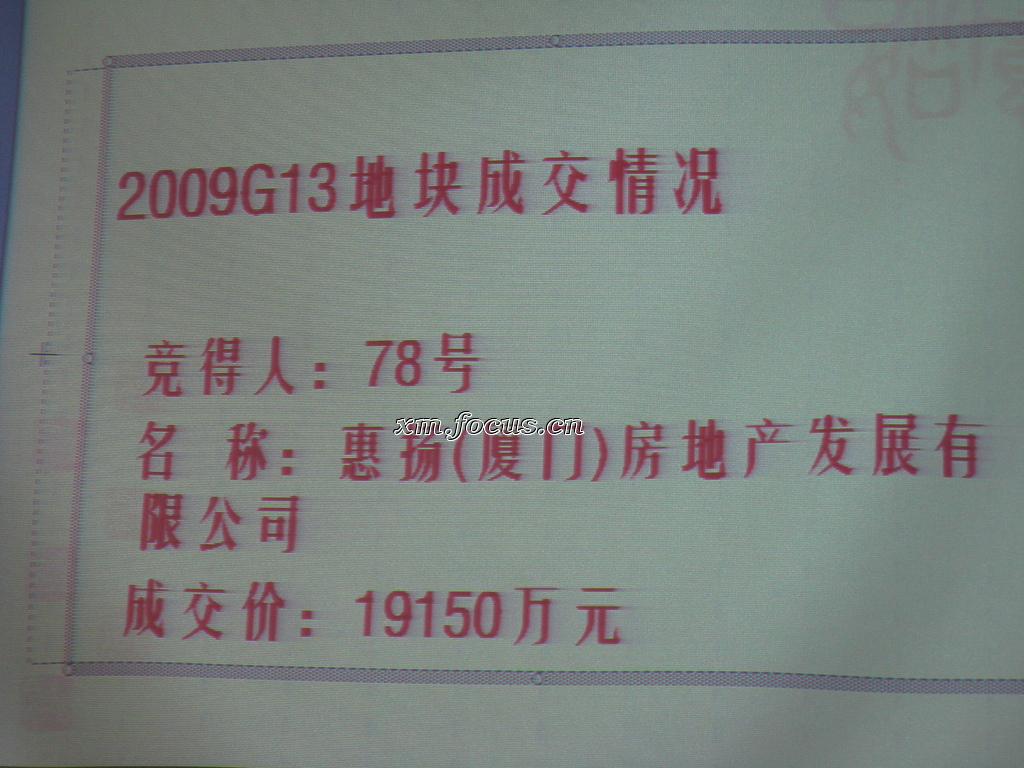 2009G13地块成交情况
竞得人：78号
xm.focus.cn
名 称：惠扬(厦门)房地产发展有
限公司
成交价：19150万元